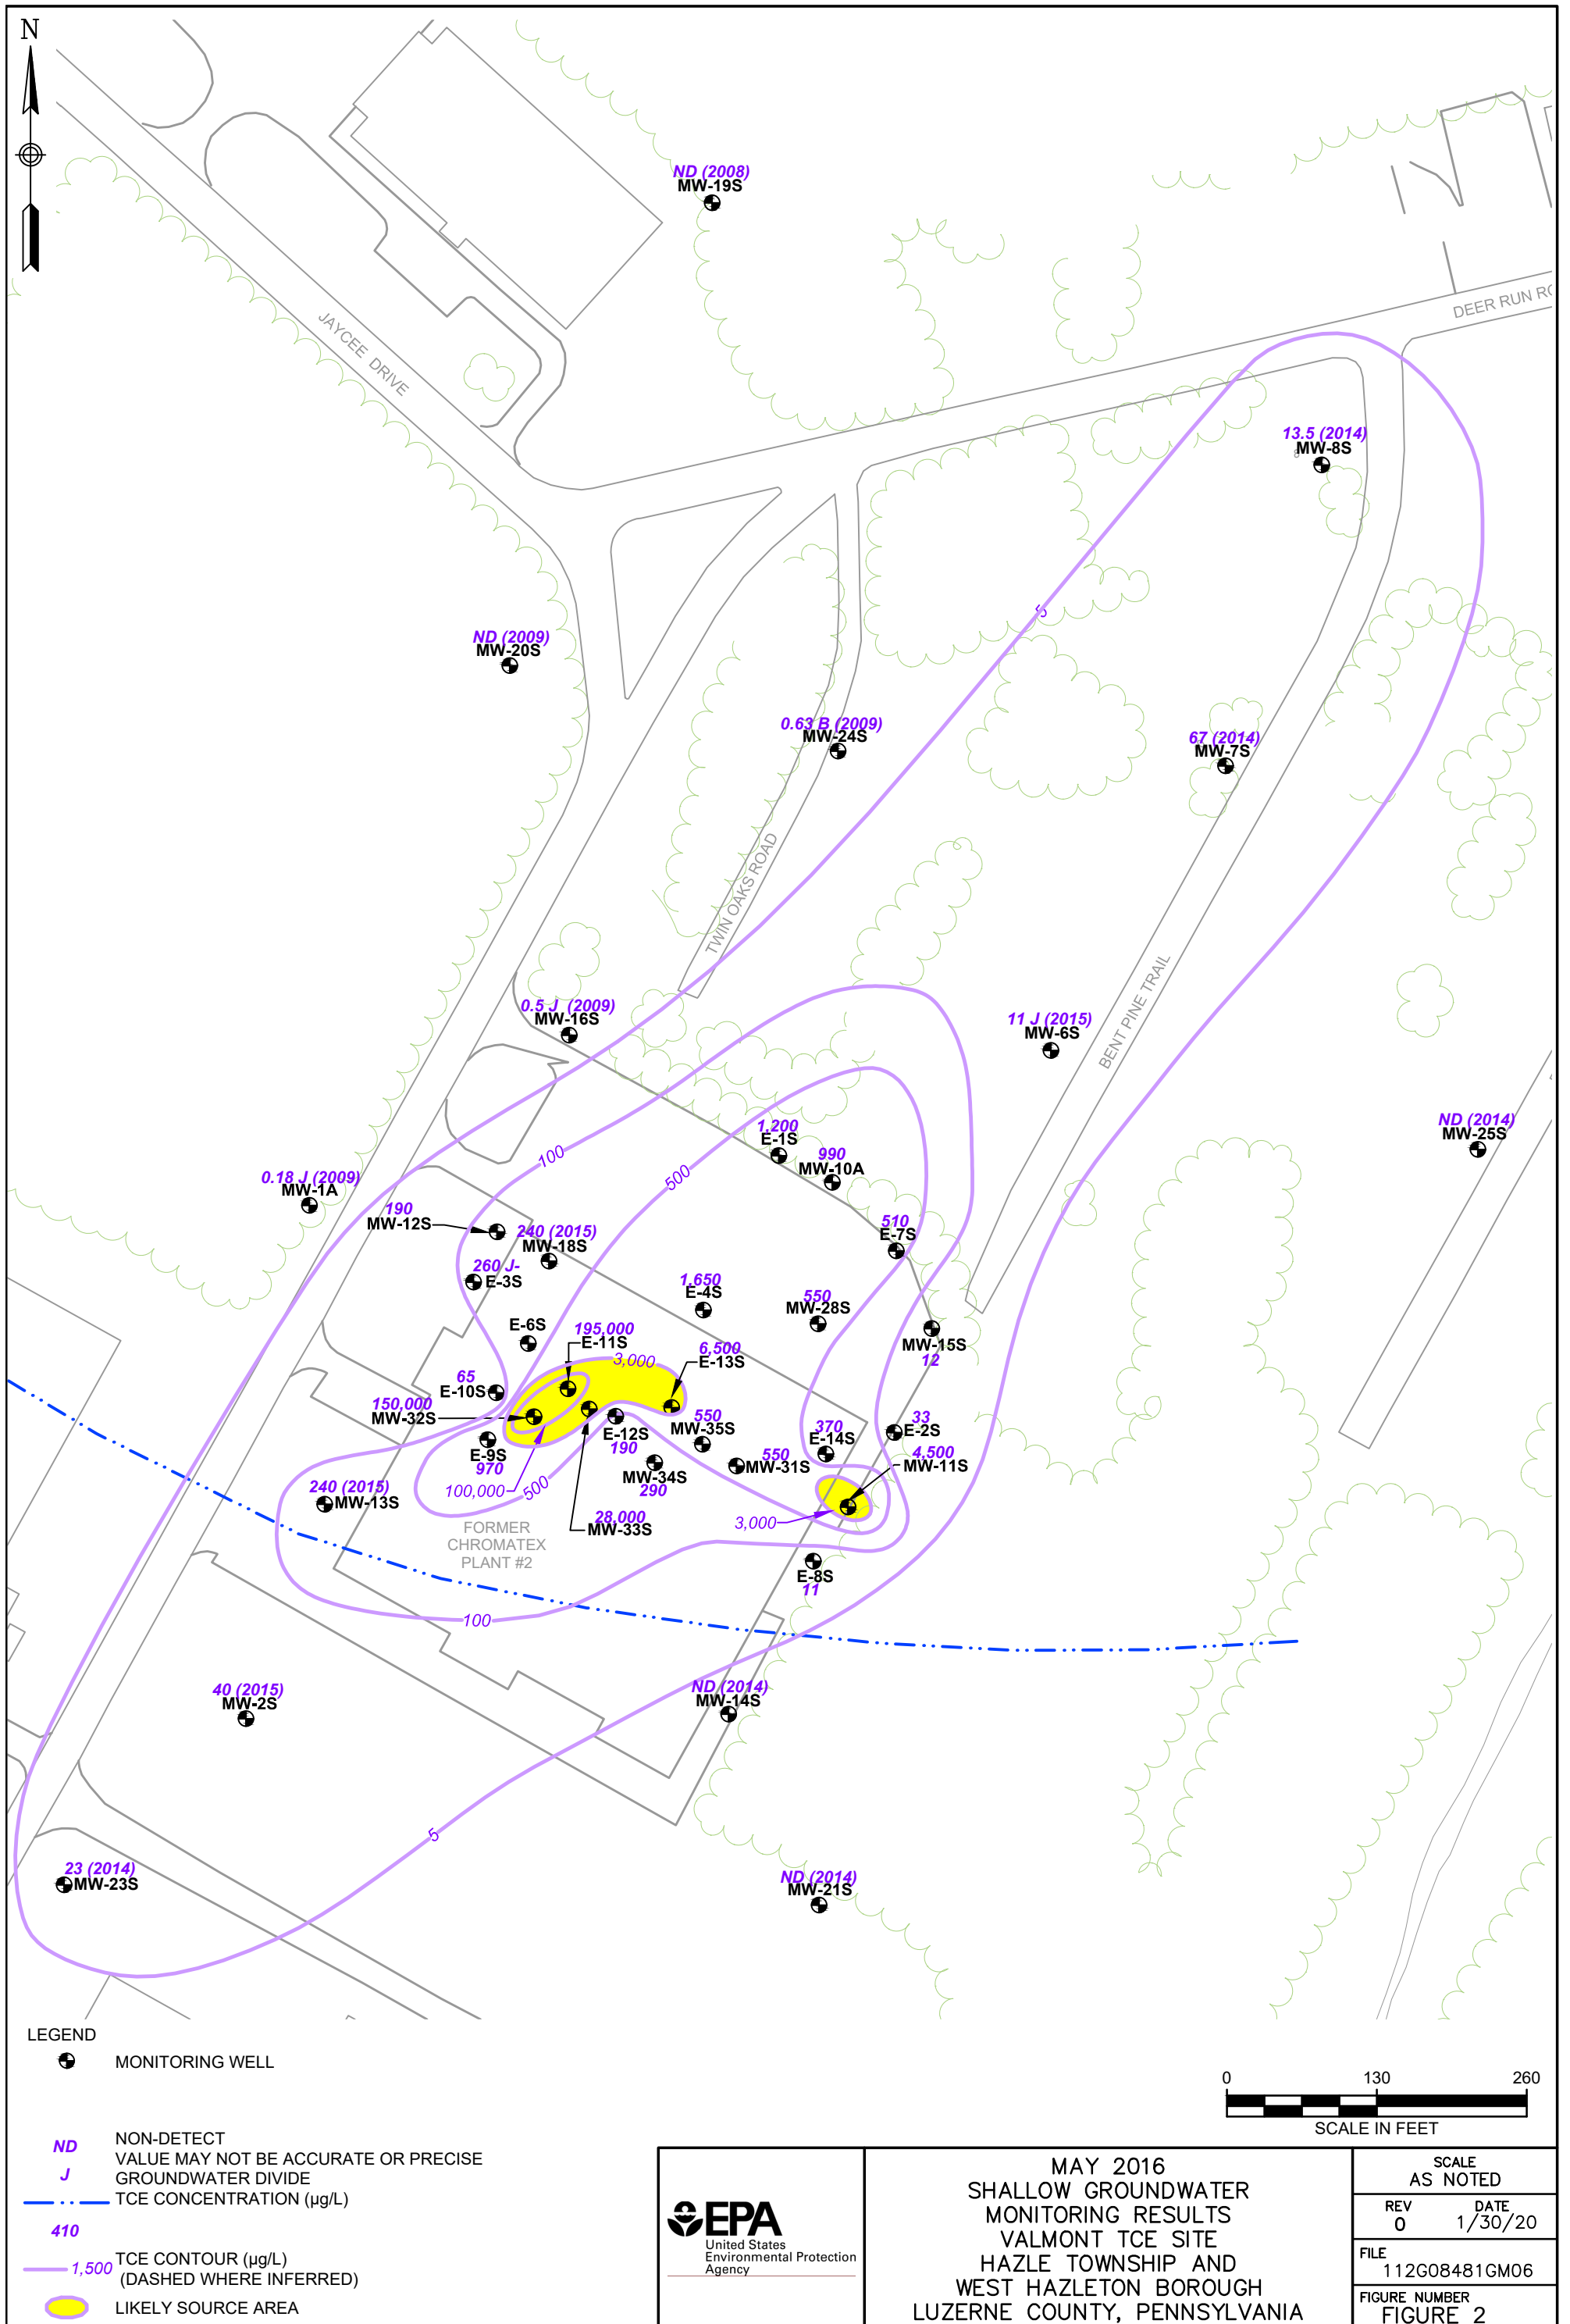 N
ND (2008)
MW-19S
JAYCEE DRIVE
DEER RUN
13.5 (2014)
MW-8S
8
5
ND (2009)
MW-20S
0.63 B (2009)
MW-24S
67 (2014)
MW-7S
TWIN OAKS ROAD
BENT PINE TRAIL
0.5 J (2009)
MW-16S
11 J (2015)
MW-6S
ND (2014)
MW-25S
1,200
E-1S
990
MW-10A
100
500
0.18 J (2009)
MW-1A
190
MW-12S
240 (2015)
MW-18S
510
E-7S
260 J-
E-3S
1,650
E-4S
550
MW-28S
E-6S
195,000
E-11S
3,000
6,500
E-13S
MW-15S
12
65
E-10S
150,000
MW-32S
E-9S
970
E-12S
190
550
MW-35S
370
E-14S
33
E-2S
4,500
MW-11S
550
MW-31S
MW-34S
290
100,000
500
240 (2015)
MW-13S
28,000
MW-33S
3,000
FORMER
CHROMATEX
PLANT #2
E-8S
11
100
40 (2015)
MW-2S
ND (2014)
MW-14S
5
23 (2014)
MW-23S
ND (2014)
MW-21S
LEGEND
MONITORING WELL
ND
NON-DETECT
VALUE MAY NOT BE ACCURATE OR PRECISE
J
GROUNDWATER DIVIDE
TCE CONCENTRATION (µg/L)
410
1,500
TCE CONTOUR (µg/L)
(DASHED WHERE INFERRED)
LIKELY SOURCE AREA
0 130 260
SCALE IN FEET
EPA
United States
Environmental Protection
Agency
MAY 2016
SHALLOW GROUNDWATER
MONITORING RESULTS
VALMONT TCE SITE
HAZLE TOWNSHIP AND
WEST HAZLETON BOROUGH
LUZERNE COUNTY, PENNSYLVANIA
SCALE
AS NOTED
REV
0
DATE
1/30/20
FILE
112G08481GM06
FIGURE NUMBER
FIGURE 2